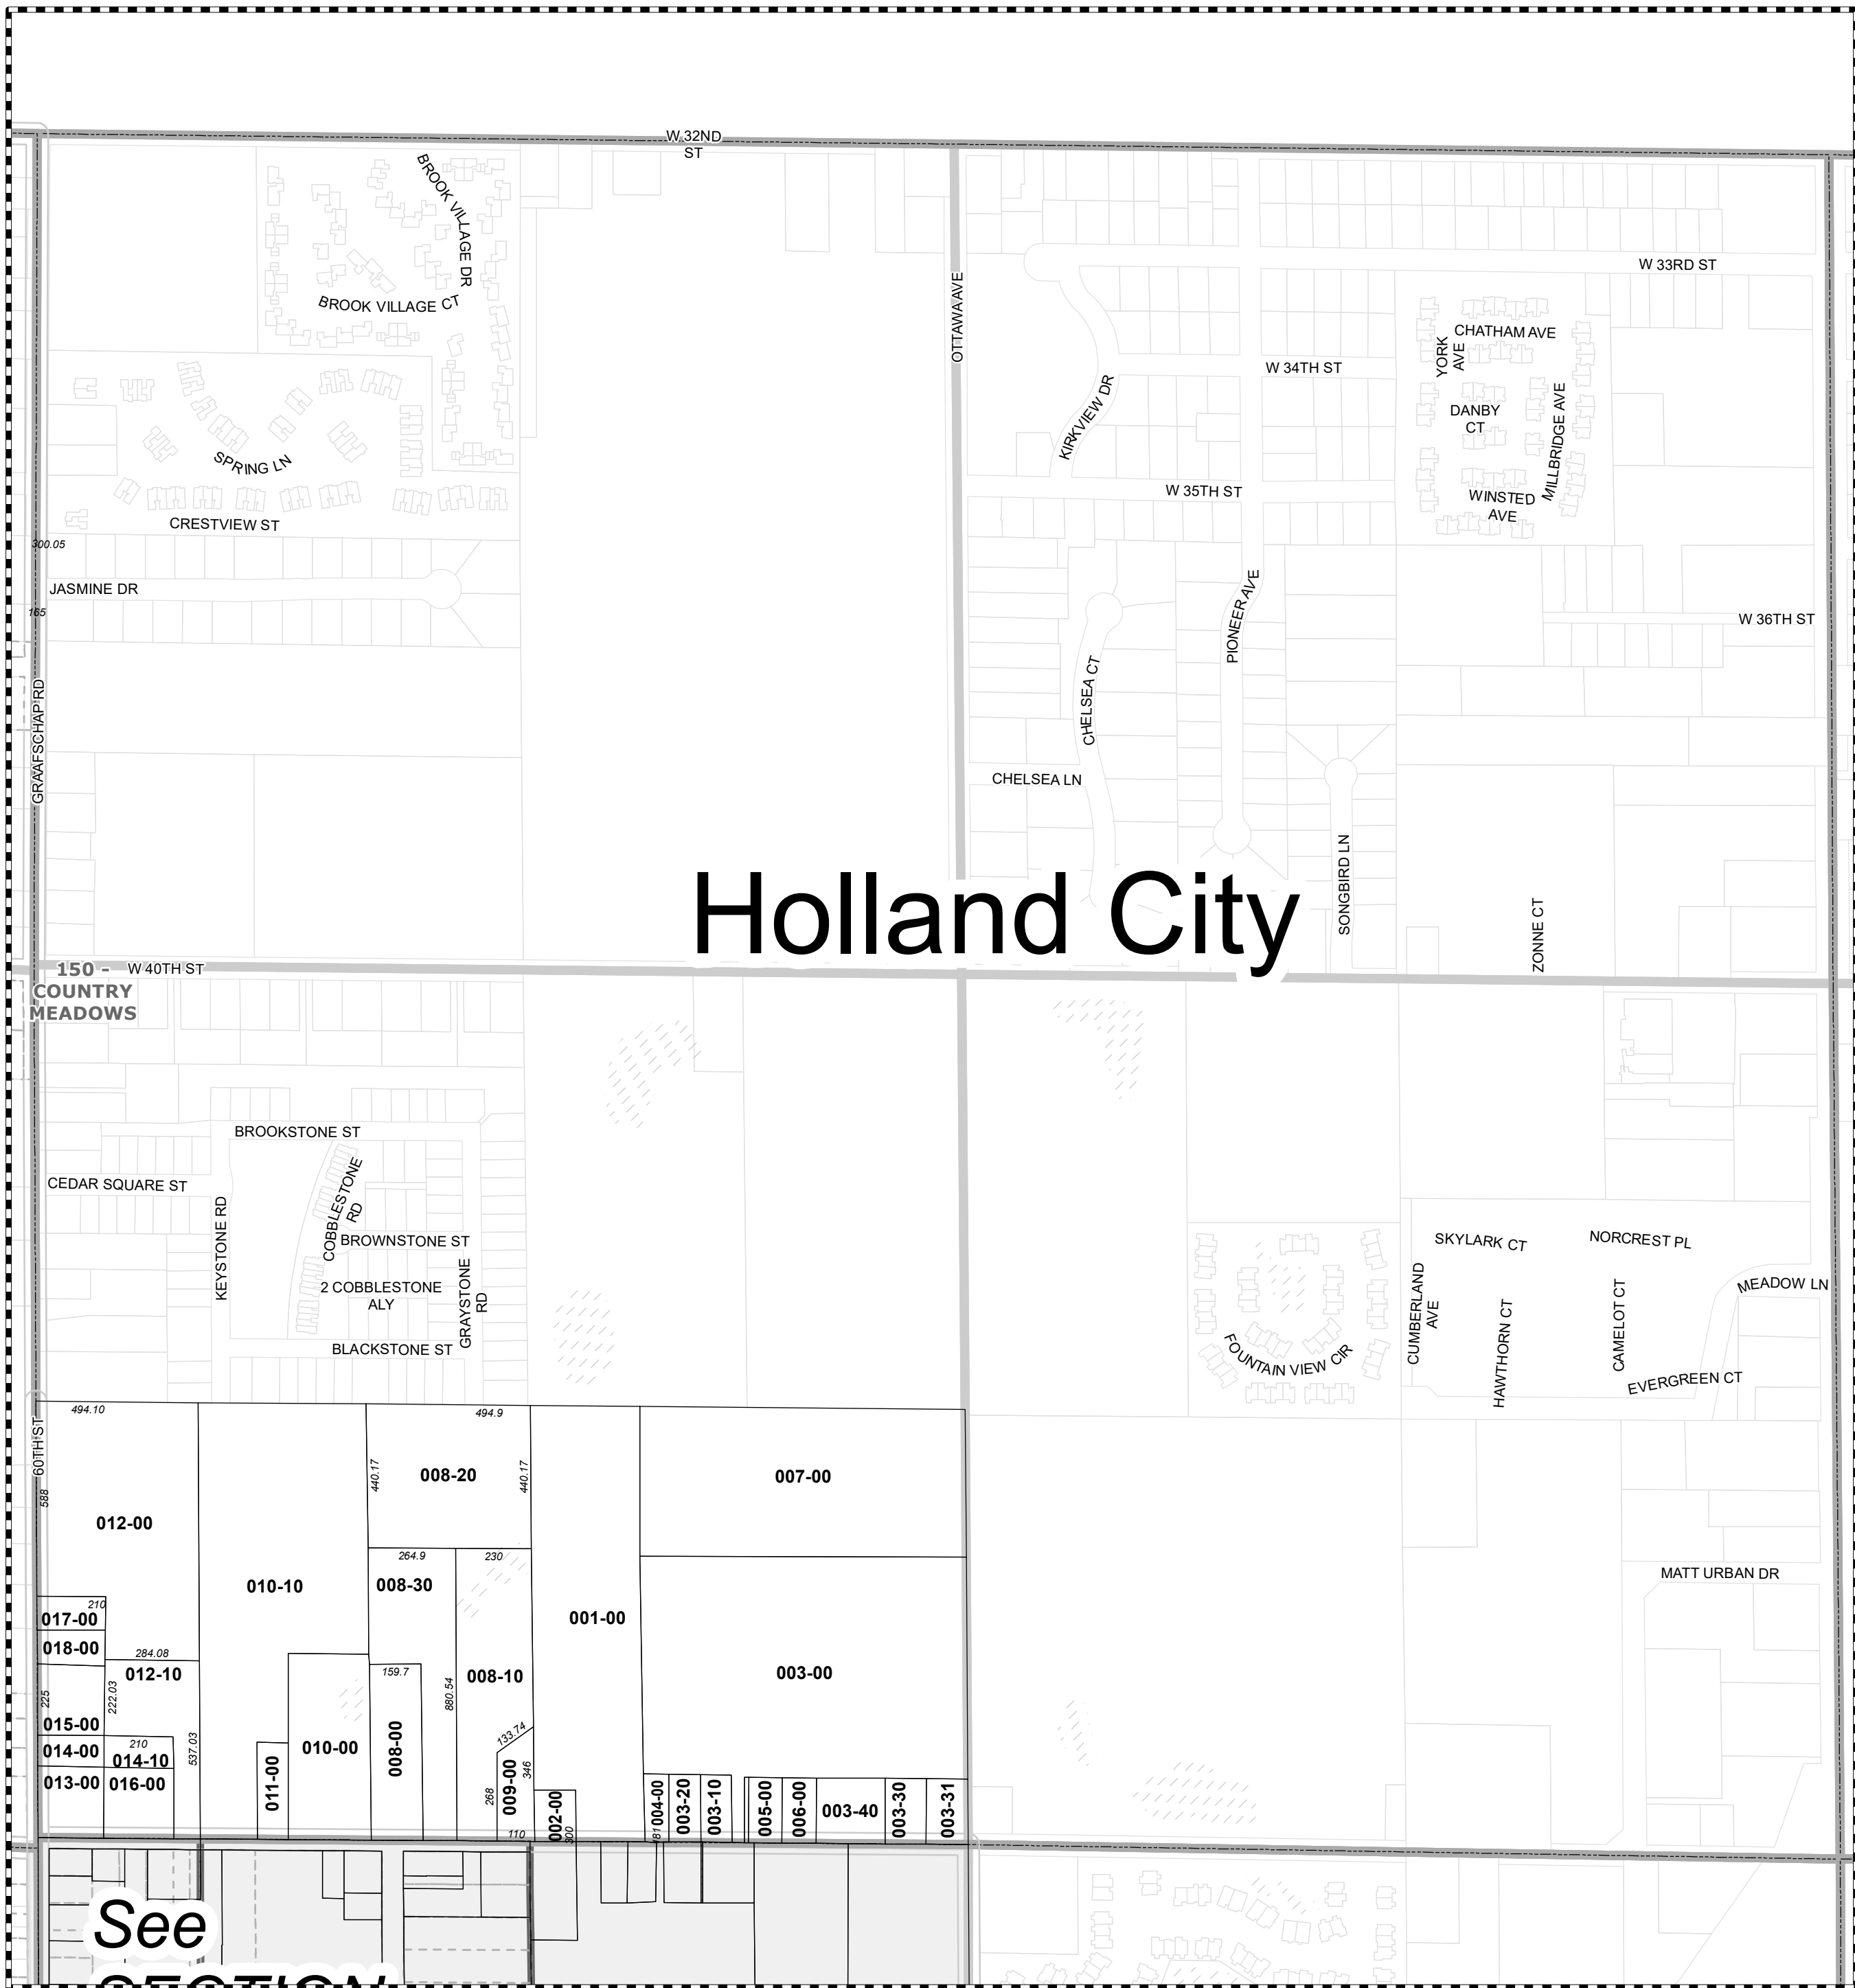 W 32ND
ST
BROOK VILLAGE DR
BROOK VILLAGE CT
OTTAWA AVE
W 33RD ST
CHATHAM AVE
YORK
AVE
W 34TH ST
KIRKVIEW DR
DANBY
CT
MILLBRIDGE AVE
SPRING LN
W 35TH ST
WINSTED
AVE
CRESTVIEW ST
300.05
JASMINE DR
165
PIONEER AVE
W 36TH ST
GRAAFSCHAP RD
CHELSEA CT
CHELSEA LN
SONGBIRD LN
ZONNE CT
Holland City
150 -
COUNTRY
MEADOWS
W 40TH ST
BROOKSTONE ST
CEDAR SQUARE ST
KEYSTONE RD
COBBLESTONE
RD
BROWNSTONE ST
2 COBBLESTONE
ALY
GRAYSTONE
RD
BLACKSTONE ST
SKYLARK CT
NORCREST PL
MEADOW LN
CUMBERLAND
AVE
HAWTHORN CT
CAMELOT CT
EVERGREEN CT
FOUNTAIN VIEW CIR
MATT URBAN DR
60TH ST
494.10
494.9
588
440.17
440.17
008-20
007-00
012-00
264.9
230
010-10
008-30
001-00
210
017-00
018-00
284.08
012-10
159.7
008-10
003-00
225
222.03
880.54
015-00
537.03
133.74
210
014-00
014-10
010-00
008-00
346
013-00
016-00
011-00
268
009-00
110
002-00
300
004-00
181
003-20
003-10
005-00
006-00
003-40
003-30
003-31
See
SECTION